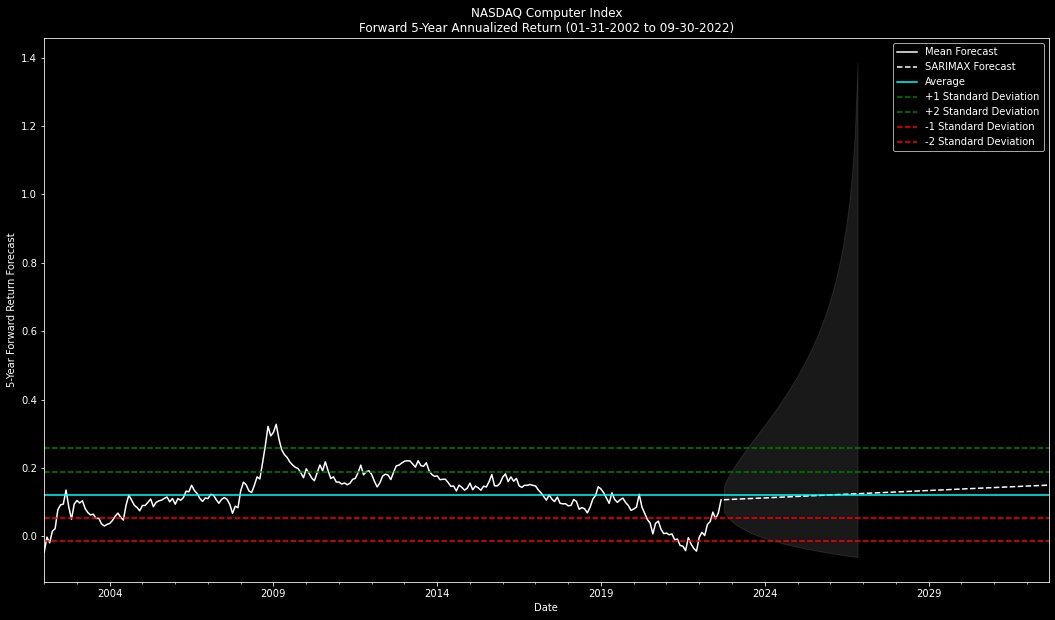 NASDAQ Computer Index
Forward 5-Year Annualized Return (01-31-2002 to 09-30-2022)
Mean Forecast
SARIMAX Forecast
Average
+1 Standard Deviation
+2 Standard Deviation
-1 Standard Deviation
-2 Standard Deviation
5-Year Forward Return Forecast
1.4
1.2
1.0
0.8
0.6
0.4
0.2
0.0
2004
2009
2014
2019
2024
2029
Date